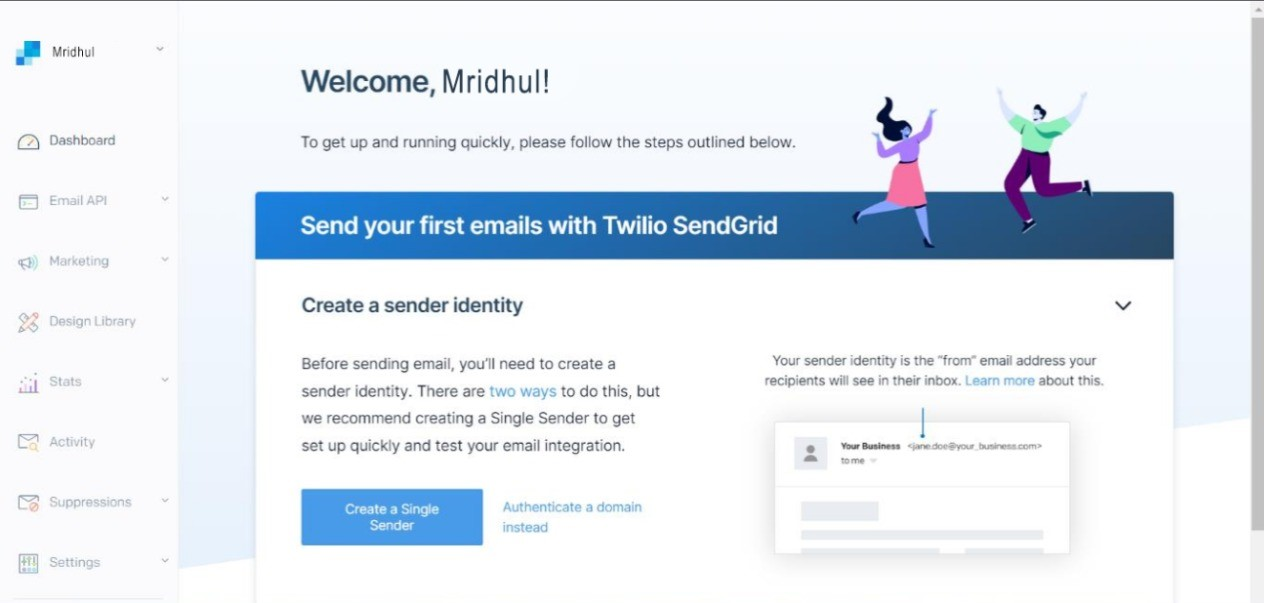 Mridhul
Dashboard
Email API
Marketing
Design Library
Stats
Activity
Suppressions
Settings
Welcome, Mridhul!
To get up and running quickly, please follow the steps outlined below.
Send your first emails with Twilio SendGrid
Create a sender identity
Before sending email, you'll need to create a
sender identity. There are two ways to do this, but
we recommend creating a Single Sender to get
set up quickly and test your email integration.
Create a Single
Sender
Authenticate a domain
instead
Your sender identity is the "from" email address your
recipients will see in their inbox. Learn more about this.
Your Business <jane.doe@your_business.com>
to me